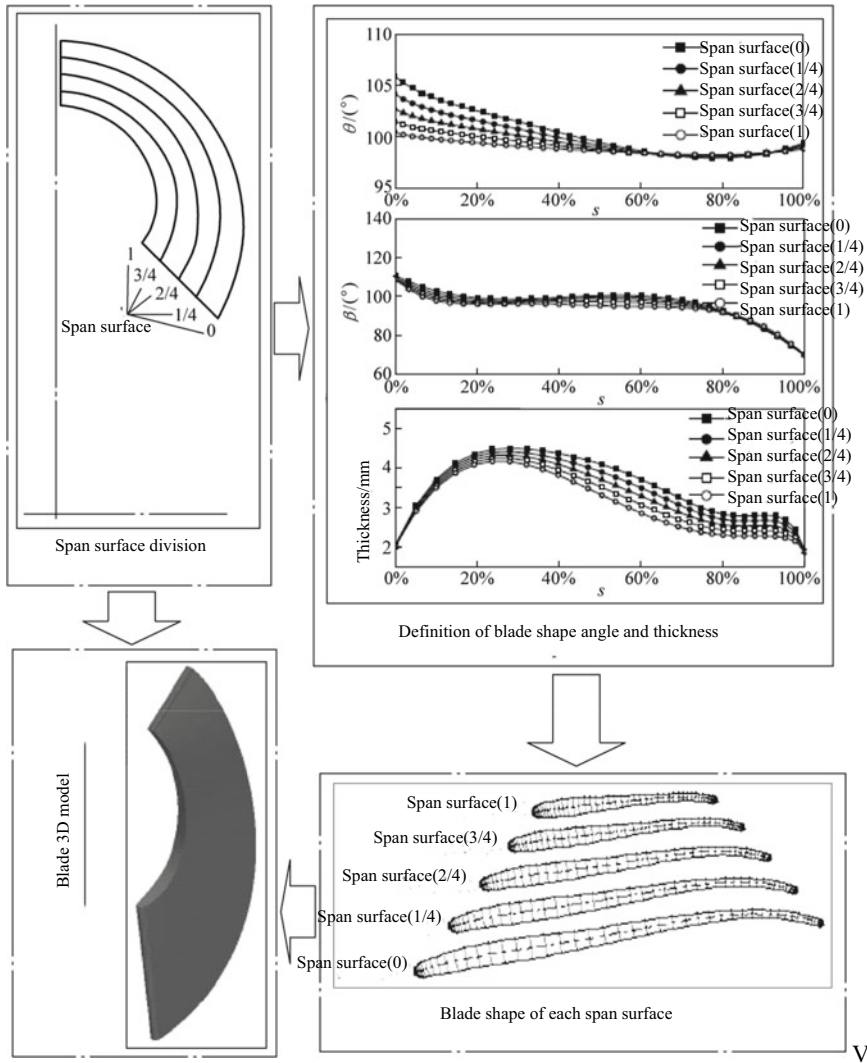 1
3/4
2/4
1/4
0
Span surface
Span surface division
110
105
100
95
θ/(°)
Span surface(0)
Span surface(1/4)
Span surface(2/4)
Span surface(3/4)
Span surface(1)
0% 20% 40% 60% 80% 100%
s
140
120
100
80
60
β/(°)
Span surface(0)
Span surface(1/4)
Span surface(2/4)
Span surface(3/4)
Span surface(1)
0% 20% 40% 60% 80% 100%
s
5
4
3
2
Thickness/mm
Span surface(0)
Span surface(1/4)
Span surface(2/4)
Span surface(3/4)
Span surface(1)
0% 20% 40% 60% 80% 100%
s
Definition of blade shape angle and thickness
Blade 3D model
Span surface(1)
Span surface(3/4)
Span surface(2/4)
Span surface(1/4)
Span surface(0)
Blade shape of each span surface
V